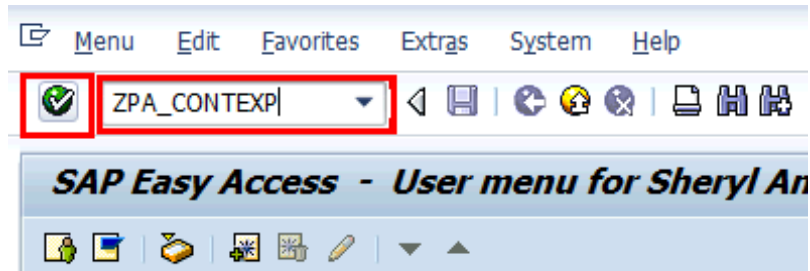 Menu Edit Favorites Extras System Help
ZPA_CONTEXP
SAP Easy Access - User menu for Sheryl An